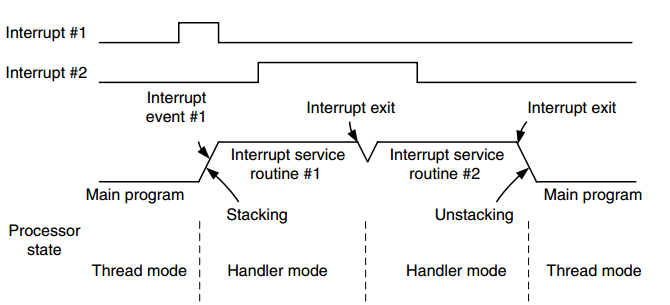 Interrupt #1
Interrupt #2
Interrupt
event #1
Interrupt exit
Interrupt exit
Interrupt service
routine #1
Interrupt service
routine #2
Main program
Main program
Stacking
Unstacking
Processor
state
Thread mode
Handler mode
Handler mode
Thread mode